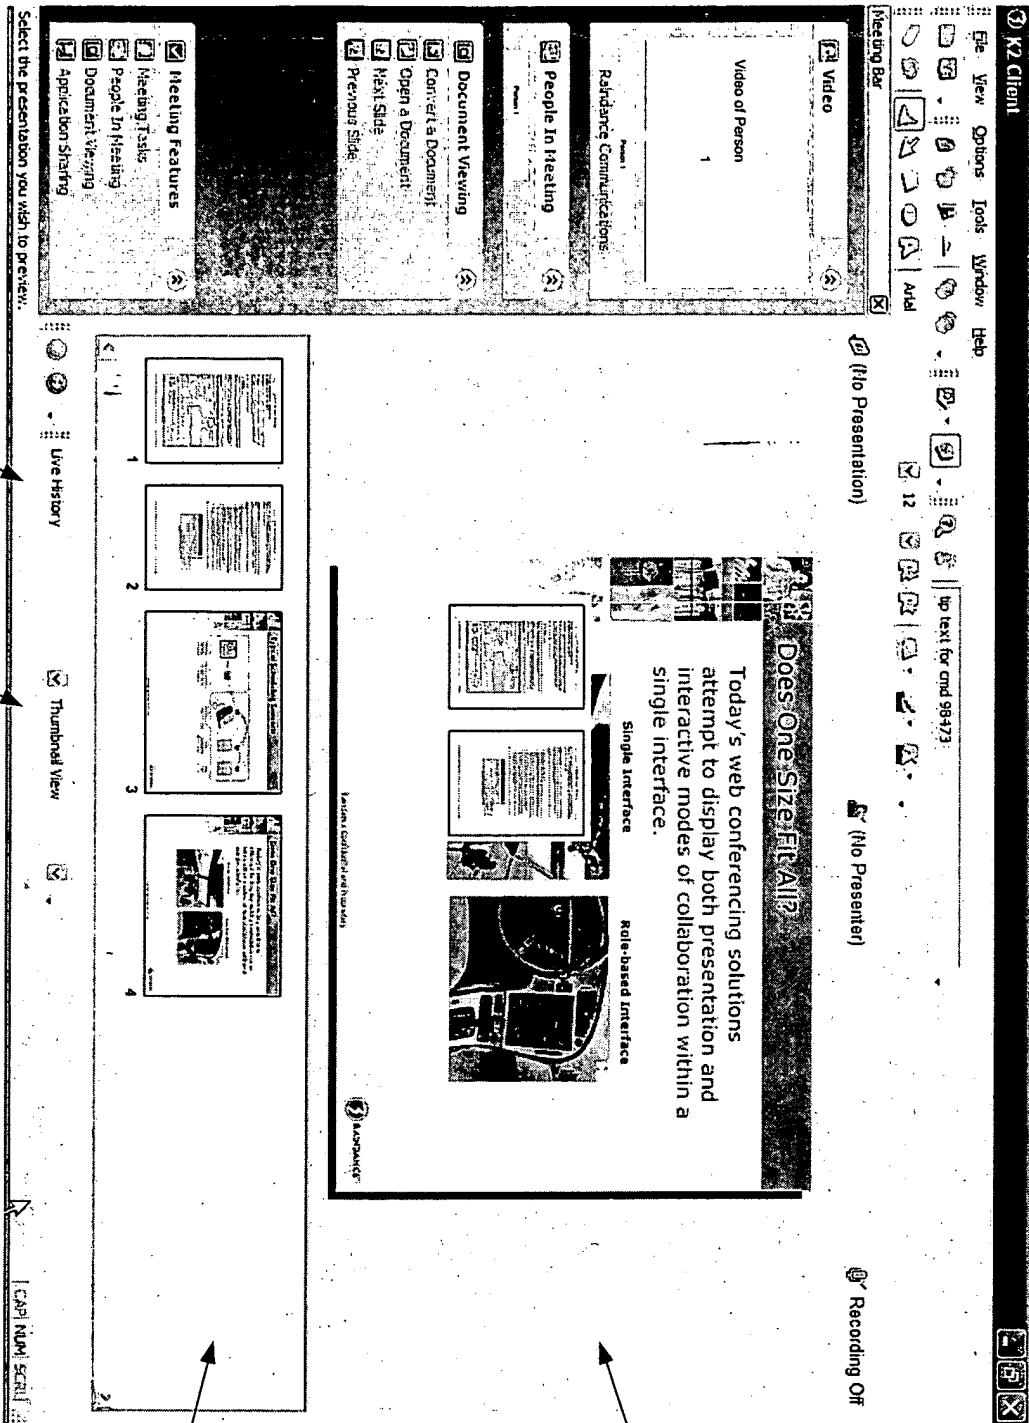 K2 Client
File View Options Tools Window Help
tip text for cmd 98473
Arial 12
Meeting Bar
Video
Video of Person
1
Raindance Communications
Person 1
People In Meeting
Person 1
Document Viewing
Convert a Document
Open a Document
Next Slide
Previous Slide
Meeting Features
Meeting Tasks
People In Meeting
Document Viewing
Application Sharing
(No Presentation) (No Presenter) Recording Off
Does One Size Fit All?
Today's web conferencing solutions
attempt to display both presentation and
interactive modes of collaboration within a
single interface.
Single Interface Role-based Interface
RAINDANCE
1 2 3 4
Live History Thumbnail View
Select the presentation you wish to preview.
CAP NUM SCRL